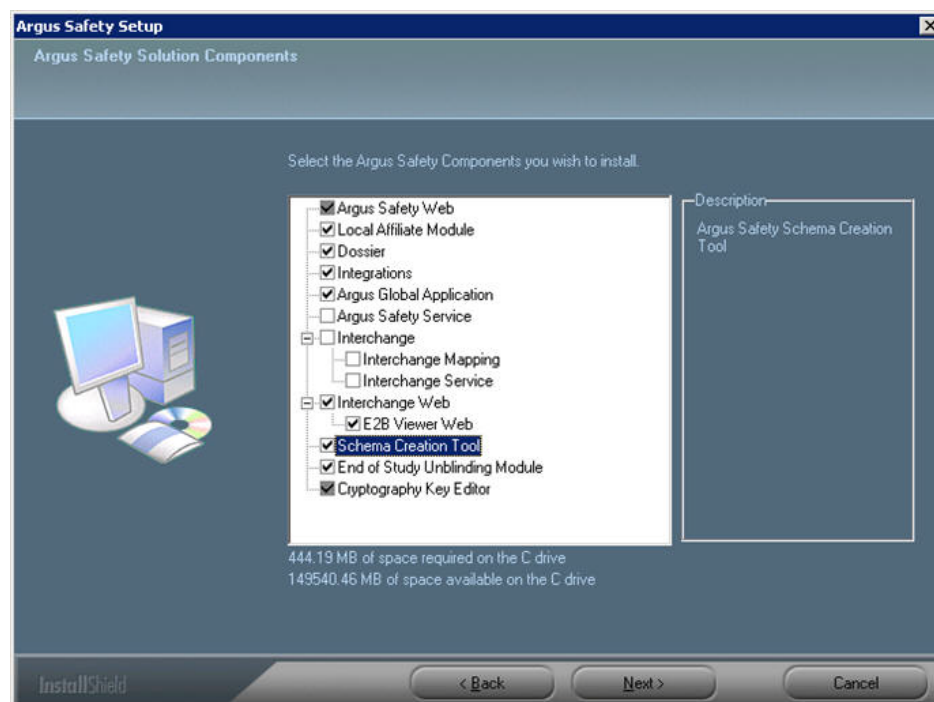 Argus Safety Setup
Argus Safety Solution Components
Select the Argus Safety Components you wish to install.
Argus Safety Web
Local Affiliate Module
Dossier
Integrations
Argus Global Application
Argus Safety Service
Interchange
Interchange Mapping
Interchange Service
Interchange Web
E2B Viewer Web
Schema Creation Tool
End of Study Unblinding Module
Cryptography Key Editor
Description
Argus Safety Schema Creation
Tool
444.19 MB of space required on the C drive
149540.46 MB of space available on the C drive
InstallShield
< Back
Next >
Cancel